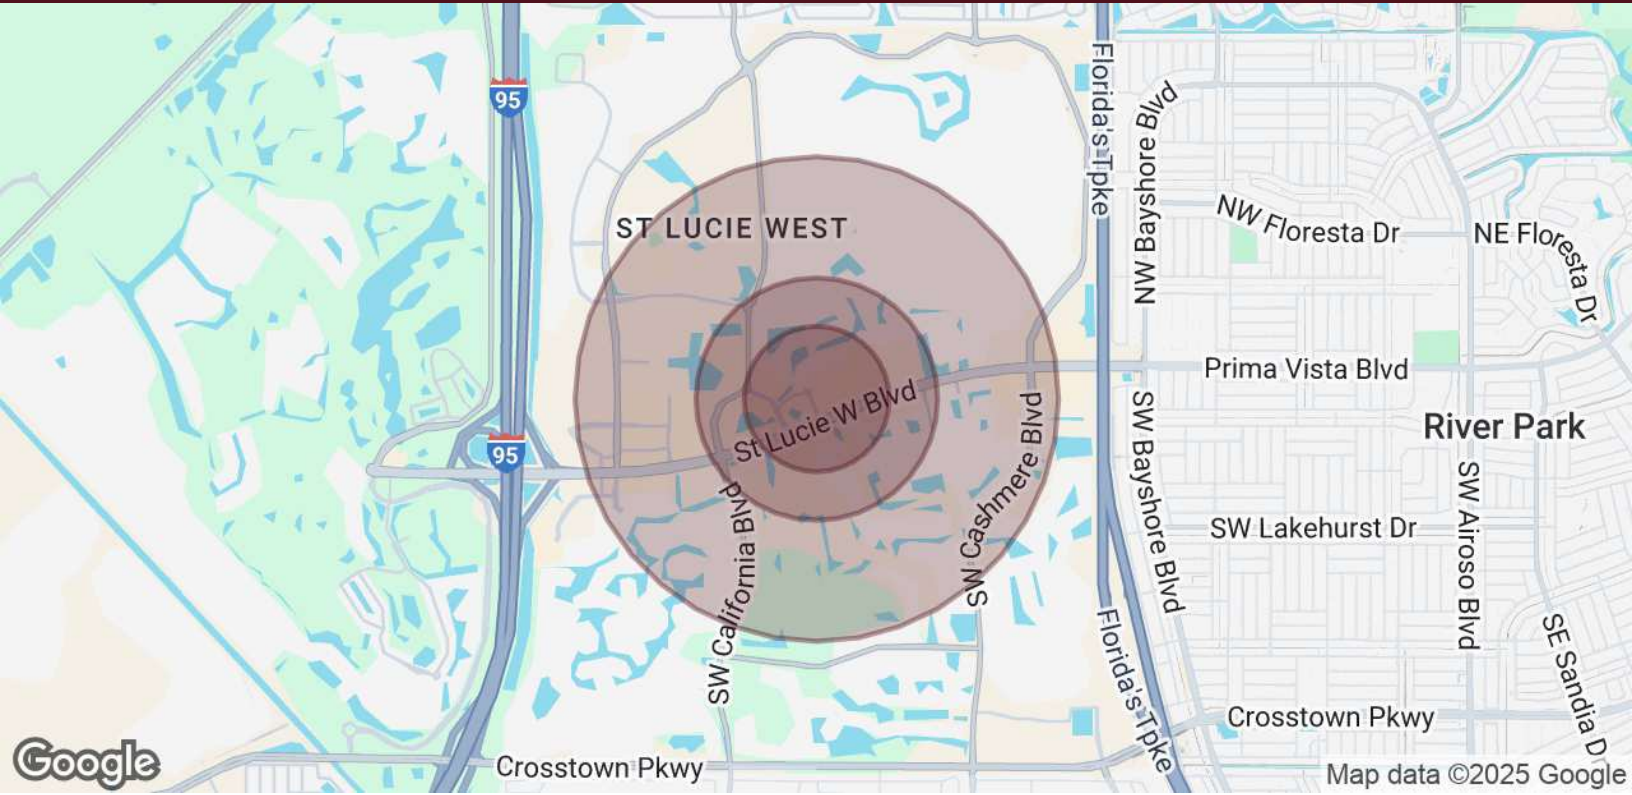 95
Florida's Tpke
NW Bayshore Blvd
ST LUCIE WEST
NW Floresta Dr
NE Floresta Dr
Prima Vista Blvd
St Lucie W Blvd
River Park
95
SW California Blvd
SW Cashmere Blvd
SW Bayshore Blvd
SW Lakehurst Dr
SW Airoso Blvd
Florida's Tpke
SE Sandia Dr
Crosstown Pkwy
Crosstown Pkwy
Google
Map data ©2025 Google